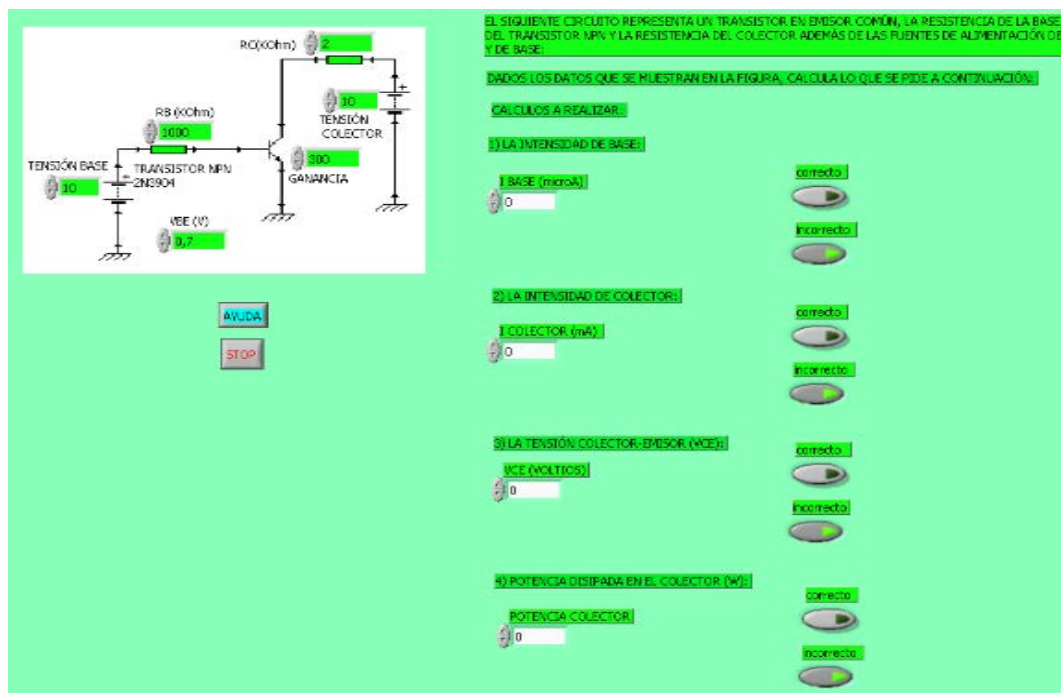 RC(KOhm)
2
10
TENSIÓN
COLECTOR
RB (KOhm)
1000
TENSIÓN BASE
10
TRANSISTOR NPN
2N3904
300
GANANCIA
VBE (V)
0,7
AYUDA
STOP
EL SIGUIENTE CIRCUITO REPRESENTA UN TRANSISTOR EN EMISOR COMÚN, LA RESISTENCIA DE LA BASE
DEL TRANSISTOR NPN Y LA RESISTENCIA DEL COLECTOR ADEMÁS DE LAS FUENTES DE ALIMENTACIÓN DE
Y DE BASE:
DADOS LOS DATOS QUE SE MUESTRAN EN LA FIGURA, CALCULA LO QUE SE PIDE A CONTINUACIÓN:
CALCULOS A REALIZAR:
1) LA INTENSIDAD DE BASE:
I BASE (microA)
0
correcto
incorrecto
2) LA INTENSIDAD DE COLECTOR:
I COLECTOR (mA)
0
correcto
incorrecto
3) LA TENSIÓN COLECTOR-EMISOR (VCE):
VCE (VOLTIOS)
0
correcto
incorrecto
4) POTENCIA DISIPADA EN EL COLECTOR (W):
POTENCIA COLECTOR
0
correcto
incorrecto